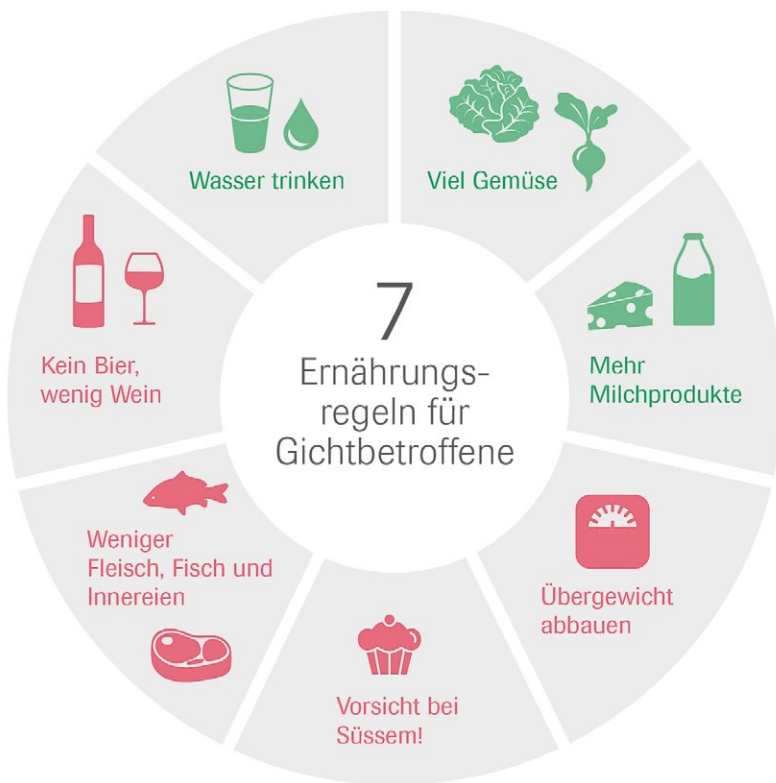 7
Ernährungs-
regeln für
Gichtbetroffene
Wasser trinken
Viel Gemüse
Mehr
Milchprodukte
Übergewicht
abbauen
Vorsicht bei
Süssem!
Weniger
Fleisch, Fisch und
Innereien
Kein Bier,
wenig Wein